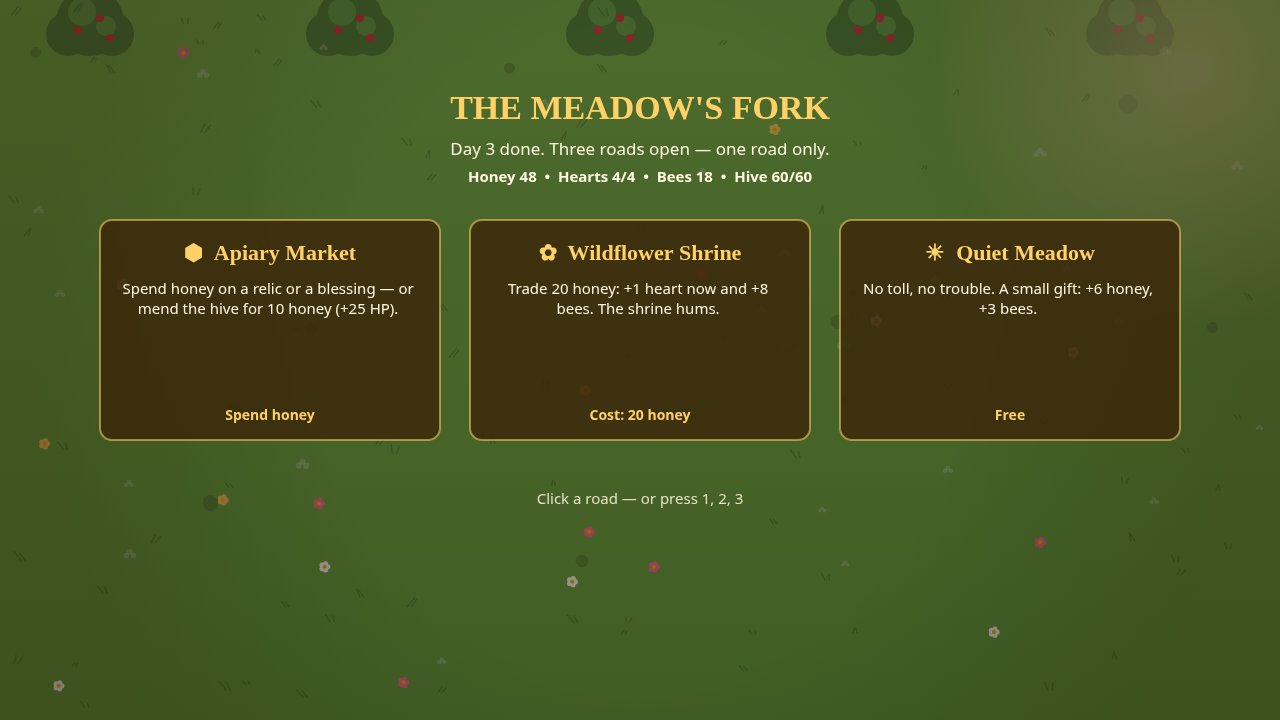 THE MEADOW'S FORK
Day 3 done. Three roads open — one road only.
Honey 48 • Hearts 4/4 • Bees 18 • Hive 60/60
⬢ Apiary Market
Spend honey on a relic or a blessing — or
mend the hive for 10 honey (+25 HP).
Spend honey
✿ Wildflower Shrine
Trade 20 honey: +1 heart now and +8
bees. The shrine hums.
Cost: 20 honey
☀ Quiet Meadow
No toll, no trouble. A small gift: +6 honey,
+3 bees.
Free
Click a road — or press 1, 2, 3